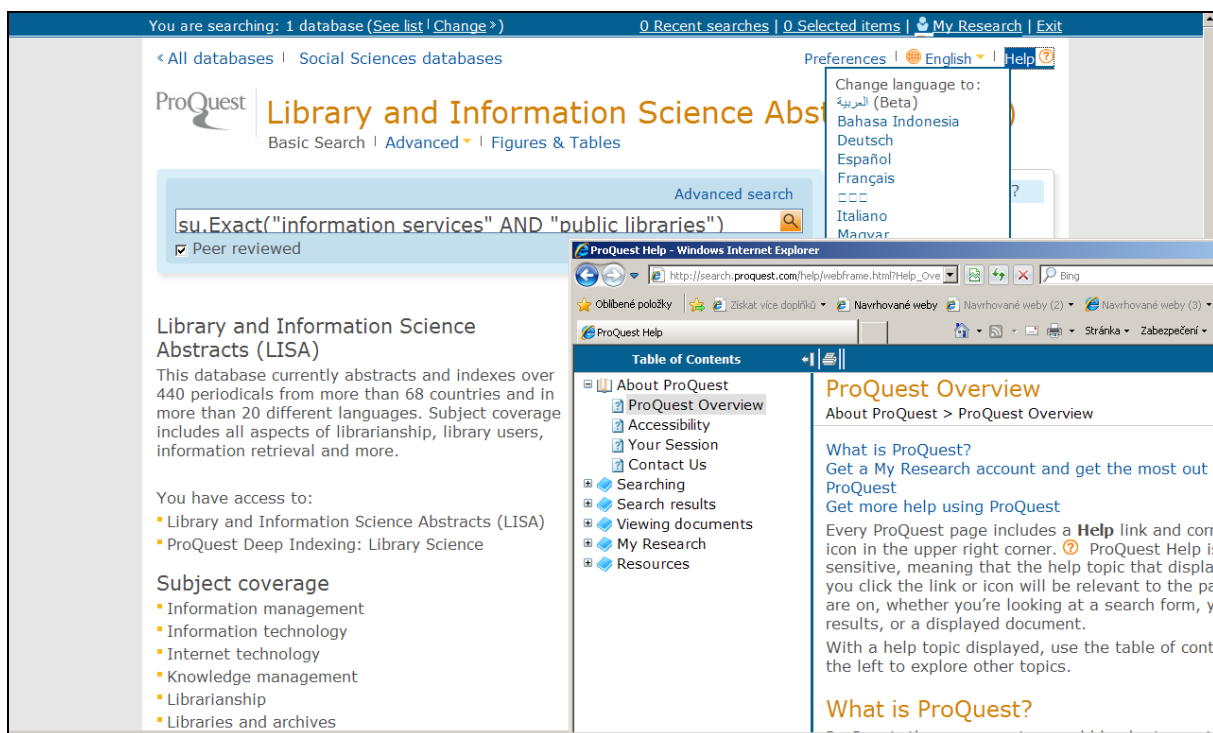 You are searching: 1 database (See list | Change »)
0 Recent searches | 0 Selected items | My Research | Exit
« All databases | Social Sciences databases
Preferences | English | Help
ProQuest
Library and Information Science Abs
Basic Search | Advanced | Figures & Tables
Change language to:
العربية (Beta)
Bahasa Indonesia
Deutsch
Español
Français
□□□
Italiano
Magyar
Advanced search
?
su.Exact("information services" AND "public libraries")
Peer reviewed
Library and Information Science
Abstracts (LISA)
This database currently abstracts and indexes over
440 periodicals from more than 68 countries and in
more than 20 different languages. Subject coverage
includes all aspects of librarianship, library users,
information retrieval and more.
You have access to:
Library and Information Science Abstracts (LISA)
ProQuest Deep Indexing: Library Science
Subject coverage
Information management
Information technology
Internet technology
Knowledge management
Librarianship
Libraries and archives
ProQuest Help - Windows Internet Explorer
http://search.proquest.com/help/webframe.html?Help_Ove
Bing
Oblíbené položky
Získat více doplňků
Navrhované weby
Navrhované weby (2)
Navrhované weby (3)
ProQuest Help
Stránka
Zabezpečení
Table of Contents
About ProQuest
ProQuest Overview
Accessibility
Your Session
Contact Us
Searching
Search results
Viewing documents
My Research
Resources
ProQuest Overview
About ProQuest > ProQuest Overview
What is ProQuest?
Get a My Research account and get the most out
ProQuest
Get more help using ProQuest
Every ProQuest page includes a Help link and corr
icon in the upper right corner. ProQuest Help is
sensitive, meaning that the help topic that displa
you click the link or icon will be relevant to the pa
are on, whether you're looking at a search form, y
results, or a displayed document.
With a help topic displayed, use the table of cont
the left to explore other topics.
What is ProQuest?